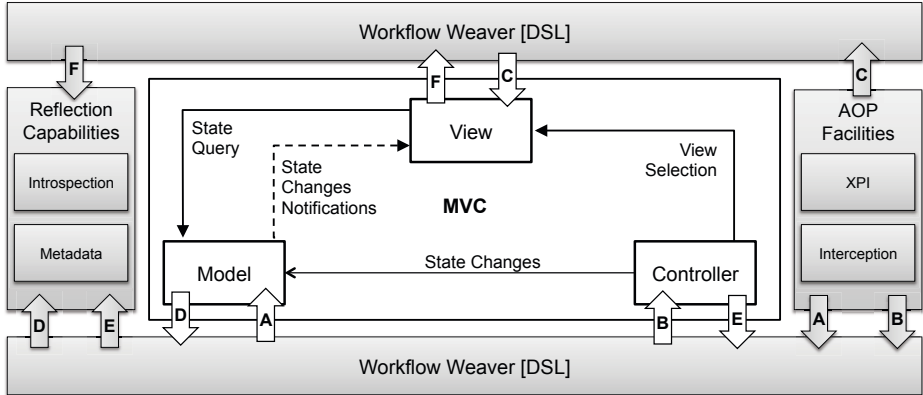 Workflow Weaver [DSL]
F
F
C
C
Reflection
Capabilities
Introspection
Metadata
View
State
Query
State
Changes
Notifications
View
Selection
MVC
Model
State Changes
Controller
AOP
Facilities
XPI
Interception
D
E
D
A
B
E
A
B
Workflow Weaver [DSL]